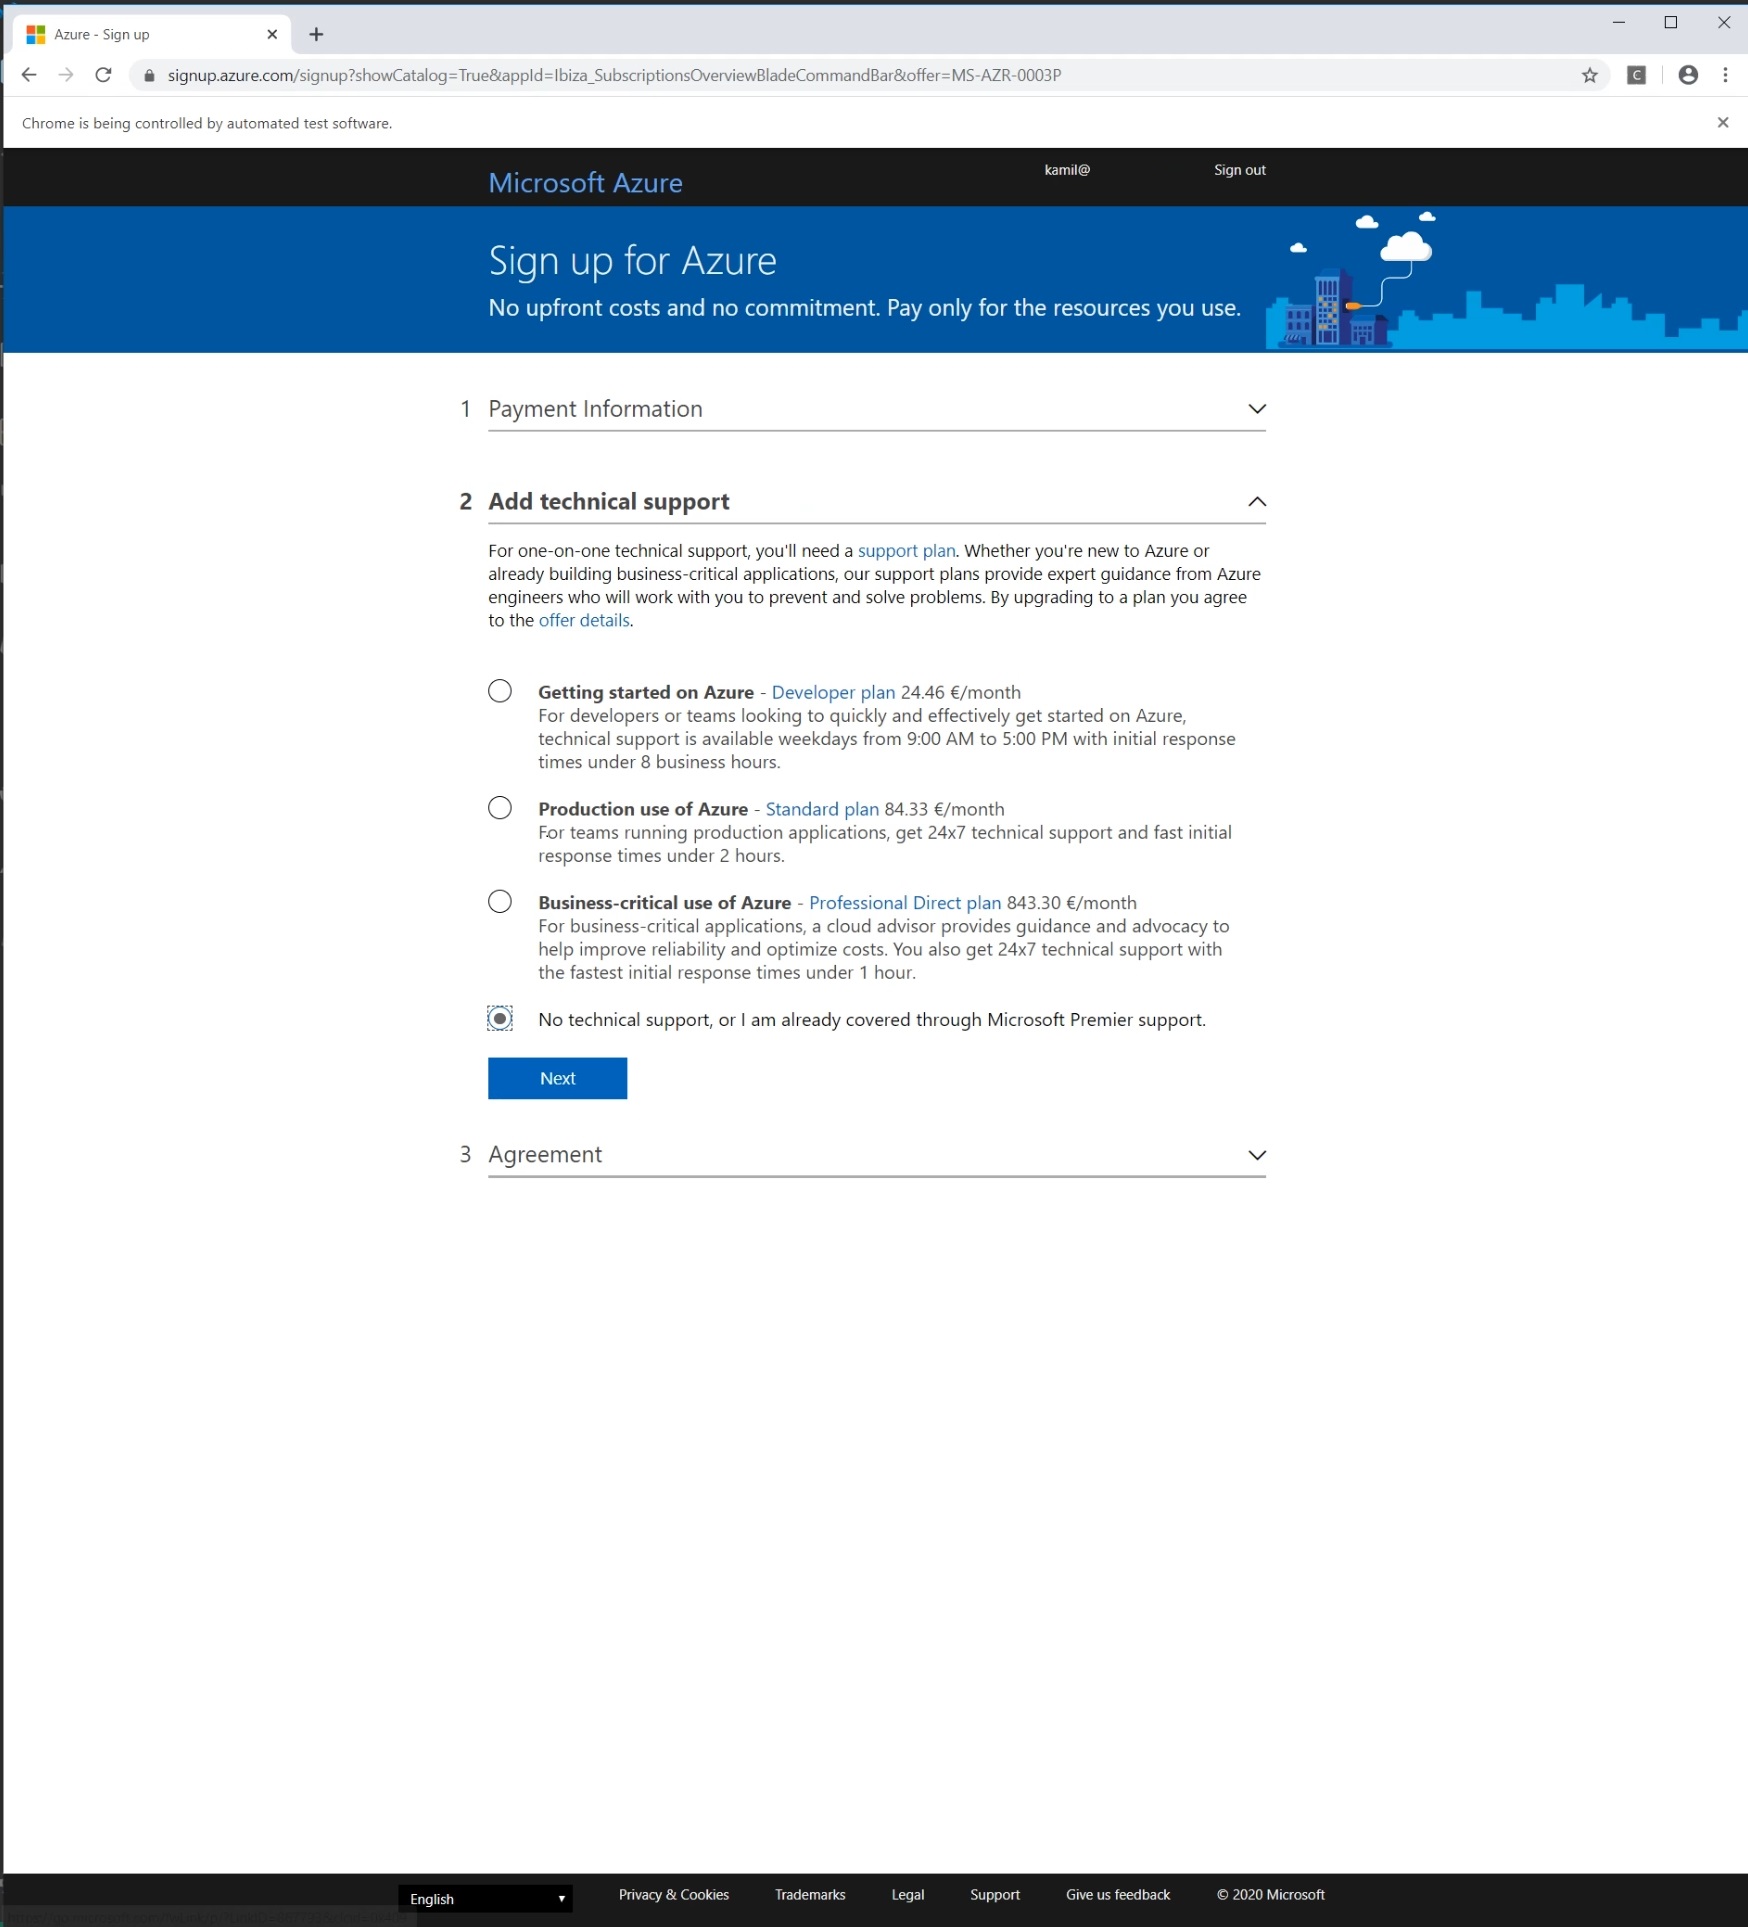 Azure - Sign up
signup.azure.com/signup?showCatalog=True&appId=Ibiza_SubscriptionsOverviewBladeCommandBar&offer=MS-AZR-0003P
C
Chrome is being controlled by automated test software.
Microsoft Azure
kamil@
Sign out
Sign up for Azure
No upfront costs and no commitment. Pay only for the resources you use.
1 Payment Information
2 Add technical support
For one-on-one technical support, you'll need a support plan. Whether you're new to Azure or
already building business-critical applications, our support plans provide expert guidance from Azure
engineers who will work with you to prevent and solve problems. By upgrading to a plan you agree
to the offer details.
Getting started on Azure - Developer plan 24.46 €/month
For developers or teams looking to quickly and effectively get started on Azure,
technical support is available weekdays from 9:00 AM to 5:00 PM with initial response
times under 8 business hours.
Production use of Azure - Standard plan 84.33 €/month
For teams running production applications, get 24x7 technical support and fast initial
response times under 2 hours.
Business-critical use of Azure - Professional Direct plan 843.30 €/month
For business-critical applications, a cloud advisor provides guidance and advocacy to
help improve reliability and optimize costs. You also get 24x7 technical support with
the fastest initial response times under 1 hour.
No technical support, or I am already covered through Microsoft Premier support.
Next
3 Agreement
English
Privacy & Cookies
Trademarks
Legal
Support
Give us feedback
© 2020 Microsoft